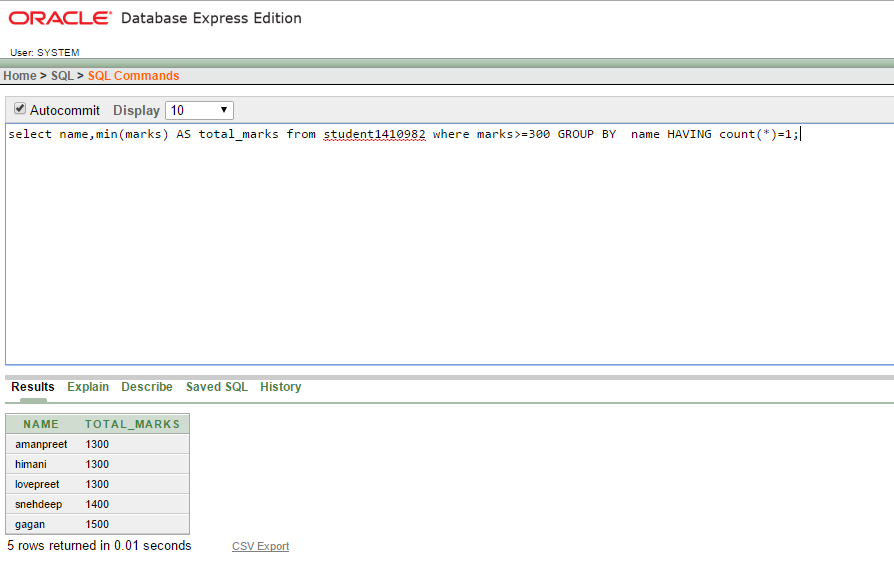 ORACLE® Database Express Edition
User: SYSTEM
Home > SQL > SQL Commands
Autocommit Display 10
select name,min(marks) AS total_marks from student1410982 where marks>=300 GROUP BY  name HAVING count(*)=1;
Results Explain Describe Saved SQL History
NAME TOTAL_MARKS
amanpreet 1300
himani 1300
lovepreet 1300
snehdeep 1400
gagan 1500
5 rows returned in 0.01 seconds CSV Export